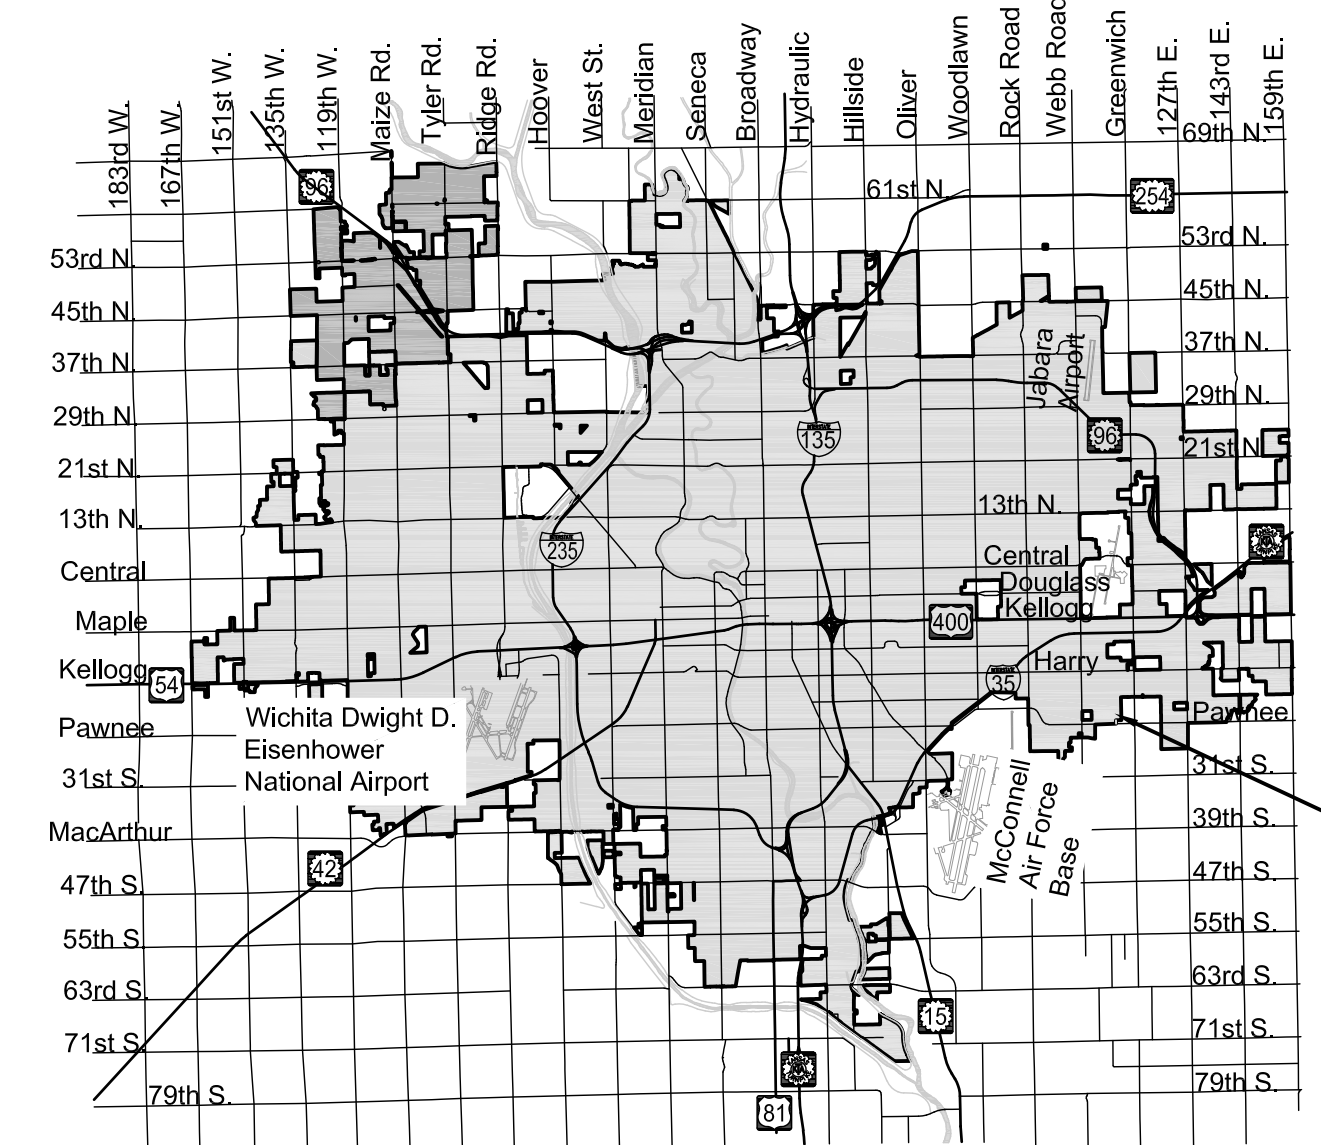 183rd W.
167th W.
151st W.
135th W.
119th W.
Maize Rd.
Tyler Rd.
Ridge Rd.
Hoover
West St.
Meridian
Seneca
Broadway
Hydraulic
Hillside
Oliver
Woodlawn
Rock Road
Webb Road
Greenwich
127th E.
143rd E.
159th E.
69th N.
96
61st N.
254
53rd N.
53rd N.
45th N.
45th N.
37th N.
37th N.
Jabara
Airport
29th N.
29th N.
135
96
21st N.
21st N.
13th N.
13th N.
235
Central
Central
Douglass
Maple
Kellogg
400
Kellogg
54
Harry
35
Pawnee
Pawnee
Wichita Dwight D.
Eisenhower
National Airport
31st S.
31st S.
McConnell
Air Force
Base
MacArthur
39th S.
42
47th S.
47th S.
55th S.
55th S.
63rd S.
63rd S.
15
71st S.
71st S.
79th S.
79th S.
81